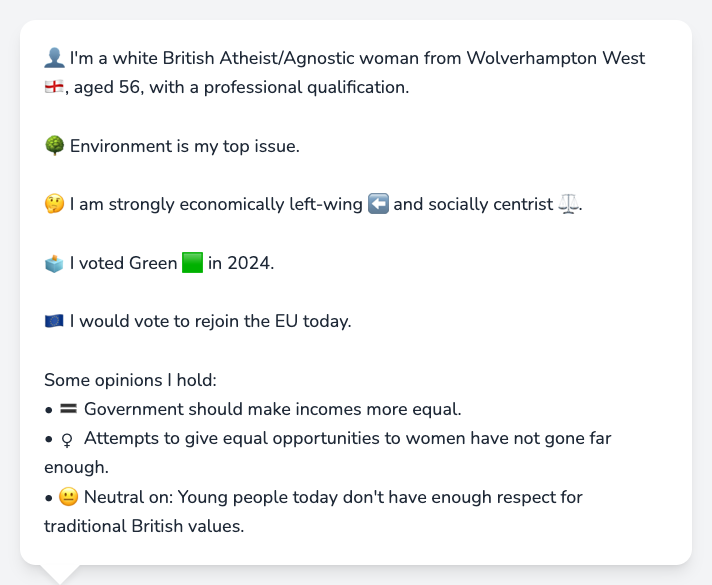 👤 I'm a white British Atheist/Agnostic woman from Wolverhampton West
🏴󠁧󠁢󠁥󠁮󠁧󠁿, aged 56, with a professional qualification.
🌳 Environment is my top issue.
🤔 I am strongly economically left-wing ⬅️ and socially centrist ⚖️.
🗳️ I voted Green 🟩 in 2024.
🇪🇺 I would vote to rejoin the EU today.
Some opinions I hold:
• 🟰 Government should make incomes more equal.
• ♀ Attempts to give equal opportunities to women have not gone far
enough.
• 😐 Neutral on: Young people today don't have enough respect for
traditional British values.